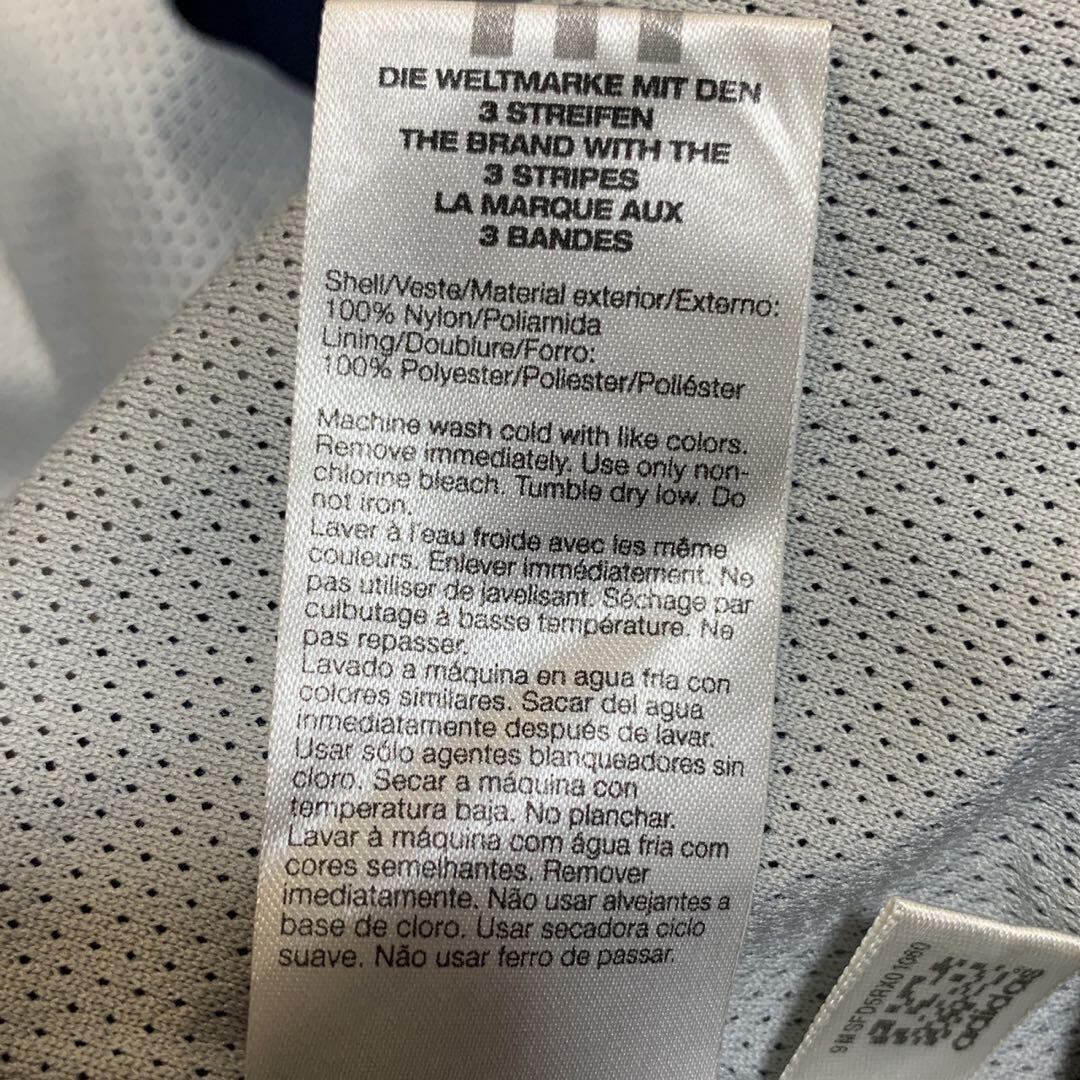 DIE WELTMARKE MIT DEN
3 STREIFEN
THE BRAND WITH THE
3 STRIPES
LA MARQUE AUX
3 BANDES
Shell/Veste/Material exterior/Externo:
100% Nylon/Poliamida
Lining/Doublure/Forro:
100% Polyester/Poliester/Poliéster
Machine wash cold with like colors.
Remove immediately. Use only non-
chlorine bleach. Tumble dry low. Do
not iron.
Laver à l'eau froide avec les même
couleurs. Enlever immédiatement. Ne
pas utiliser de javelisant. Séchage par
culbutage à basse température. Ne
pas repasser.
Lavado a máquina en agua fria con
colores similares. Sacar del agua
inmediatamente después de lavar.
Usar sólo agentes blanqueadores sin
cloro. Secar a máquina con
temperatura baja. No planchar.
Lavar à máquina com água fria com
cores semelhantes. Remover
imediatamente. Não usar alvejantes a
base de cloro. Usar secadora ciclo
suave. Não usar ferro de passar.
adidas